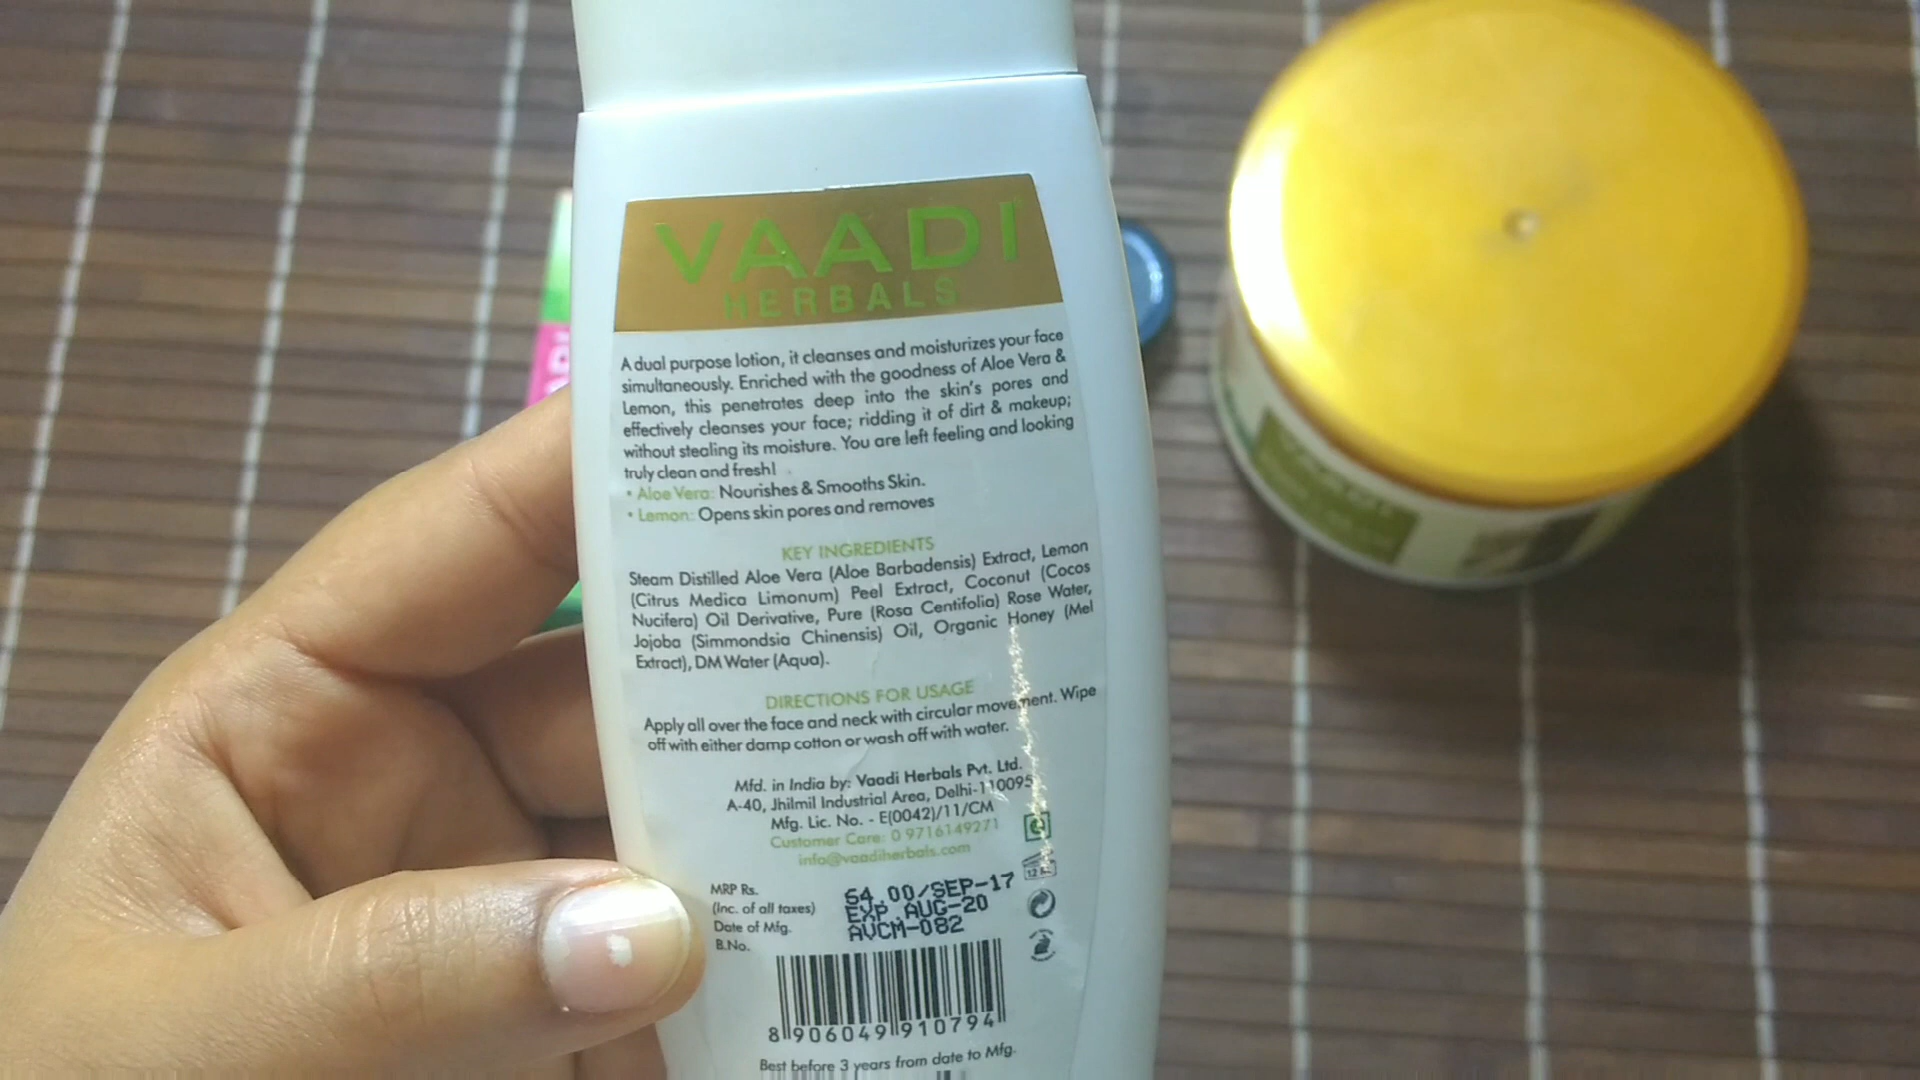 VAADI
HERBALS
A dual purpose lotion, it cleanses and moisturizes your face
simultaneously. Enriched with the goodness of Aloe Vera &
Lemon, this penetrates deep into the skin's pores and
effectively cleanses your face; ridding it of dirt & makeup;
without stealing its moisture. You are left feeling and looking
truly clean and fresh!
• Aloe Vera: Nourishes & Smooths Skin.
• Lemon: Opens skin pores and removes
KEY INGREDIENTS
Steam Distilled Aloe Vera (Aloe Barbadensis) Extract, Lemon
(Citrus Medica Limonum) Peel Extract, Coconut (Cocos
Nucifera) Oil Derivative, Pure (Rosa Centifolia) Rose Water,
Jojoba (Simmondsia Chinensis) Oil, Organic Honey (Mel
Extract), DM Water (Aqua).
DIRECTIONS FOR USAGE
Apply all over the face and neck with circular movement. Wipe
off with either damp cotton or wash off with water.
Mfd. in India by: Vaadi Herbals Pvt. Ltd.
A-40, Jhilmil Industrial Area, Delhi-110095
Mfg. Lic. No. - E(0042)/11/CM
Customer Care: 0 9716149271
info@vaadiherbals.com
MRP Rs. 64.00/SEP-17
(Inc. of all taxes) EXP AUG-20
Date of Mfg. AVCM-082
B.No.
8 906049 910794
Best before 3 years from date to Mfg.